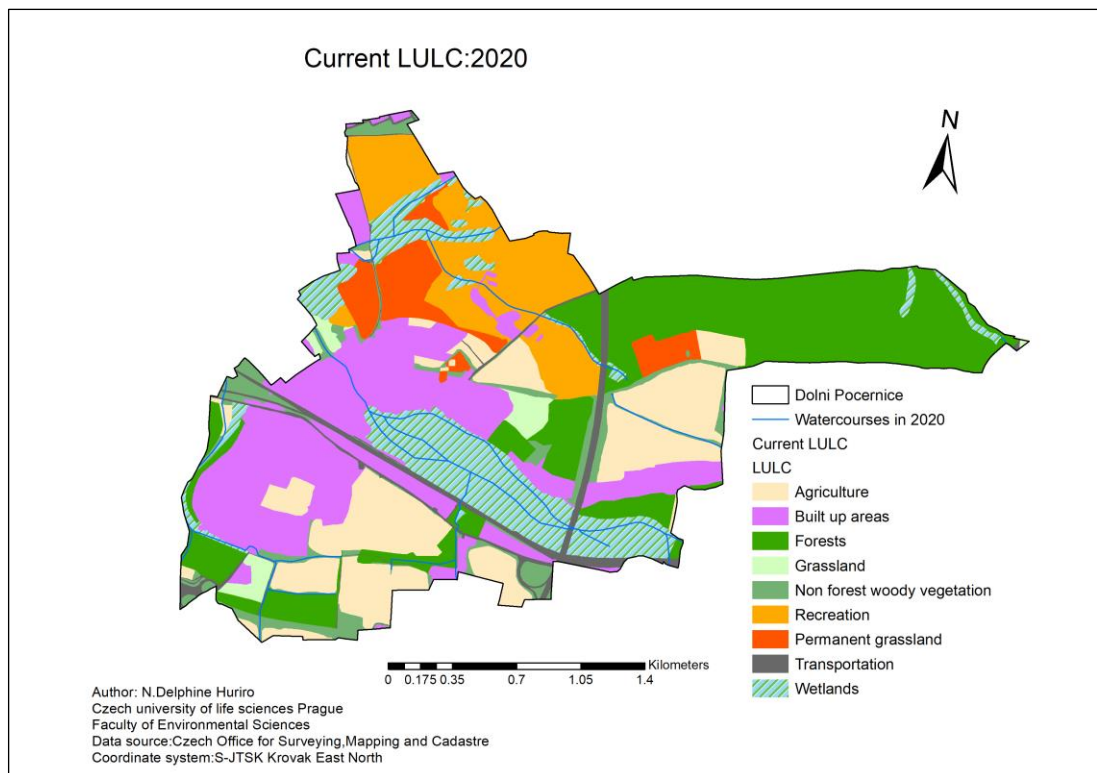 Current LULC:2020
N
Dolni Pocernice
Watercourses in 2020
Current LULC
LULC
Agriculture
Built up areas
Forests
Grassland
Non forest woody vegetation
Recreation
Permanent grassland
Transportation
Wetlands
Kilometers
0 0.175 0.35 0.7 1.05 1.4
Author: N.Delphine Huriro
Czech university of life sciences Prague
Faculty of Environmental Sciences
Data source:Czech Office for Surveying,Mapping and Cadastre
Coordinate system:S-JTSK Krovak East North